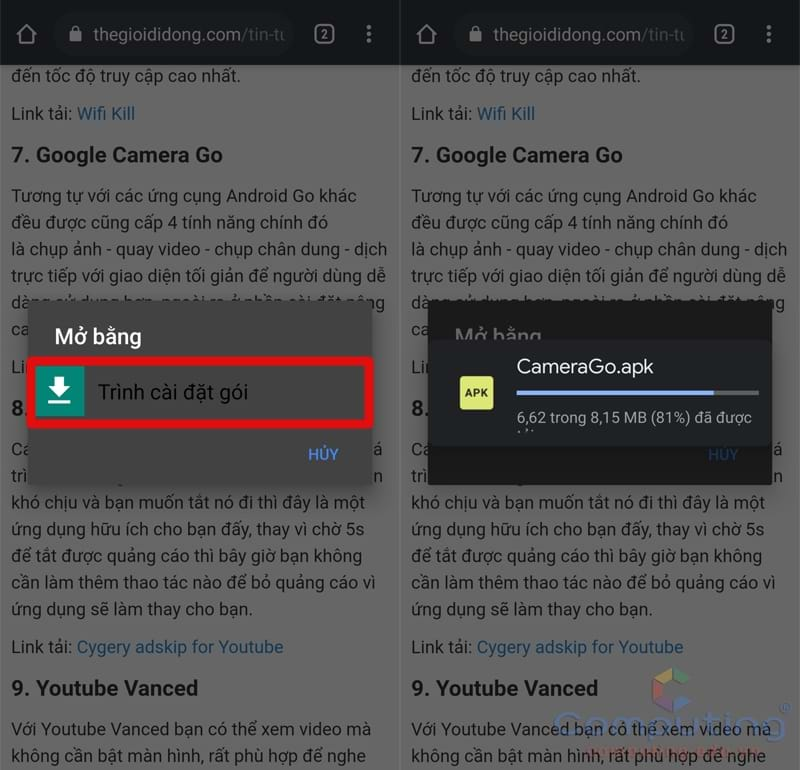 thegioididong.com/tin-tu
2
đến tốc độ truy cập cao nhất.
Link tải: Wifi Kill
7. Google Camera Go
Tương tự với các ứng cụng Android Go khác
đều được cũng cấp 4 tính năng chính đó
là chụp ảnh - quay video - chụp chân dung - dịch
trực tiếp với giao diện tối giản để người dùng dễ
Mở bằng
Trình cài đặt gói
HỦY
8.
khó chịu và bạn muốn tắt nó đi thì đây là một
ứng dụng hữu ích cho bạn đấy, thay vì chờ 5s
để tắt được quảng cáo thì bây giờ bạn không
cần làm thêm thao tác nào để bỏ quảng cáo vì
ứng dụng sẽ làm thay cho bạn.
Link tải: Cygery adskip for Youtube
9. Youtube Vanced
Với Youtube Vanced bạn có thể xem video mà
không cần bật màn hình, rất phù hợp để nghe
thegioididong.com/tin-tu
2
đến tốc độ truy cập cao nhất.
Link tải: Wifi Kill
7. Google Camera Go
Tương tự với các ứng cụng Android Go khác
đều được cũng cấp 4 tính năng chính đó
là chụp ảnh - quay video - chụp chân dung - dịch
trực tiếp với giao diện tối giản để người dùng dễ
Mở bằng
CameraGo.apk
APK
6,62 trong 8,15 MB (81%) đã được
HỦY
8.
khó chịu và bạn muốn tắt nó đi thì đây là một
ứng dụng hữu ích cho bạn đấy, thay vì chờ 5s
để tắt được quảng cáo thì bây giờ bạn không
cần làm thêm thao tác nào để bỏ quảng cáo vì
ứng dụng sẽ làm thay cho bạn.
Link tải: Cygery adskip for Youtube
9. Youtube Vanced
Với Youtube Vanced bạn có thể xem video mà
không cần bật màn hình, rất phù hợp để nghe
Computing